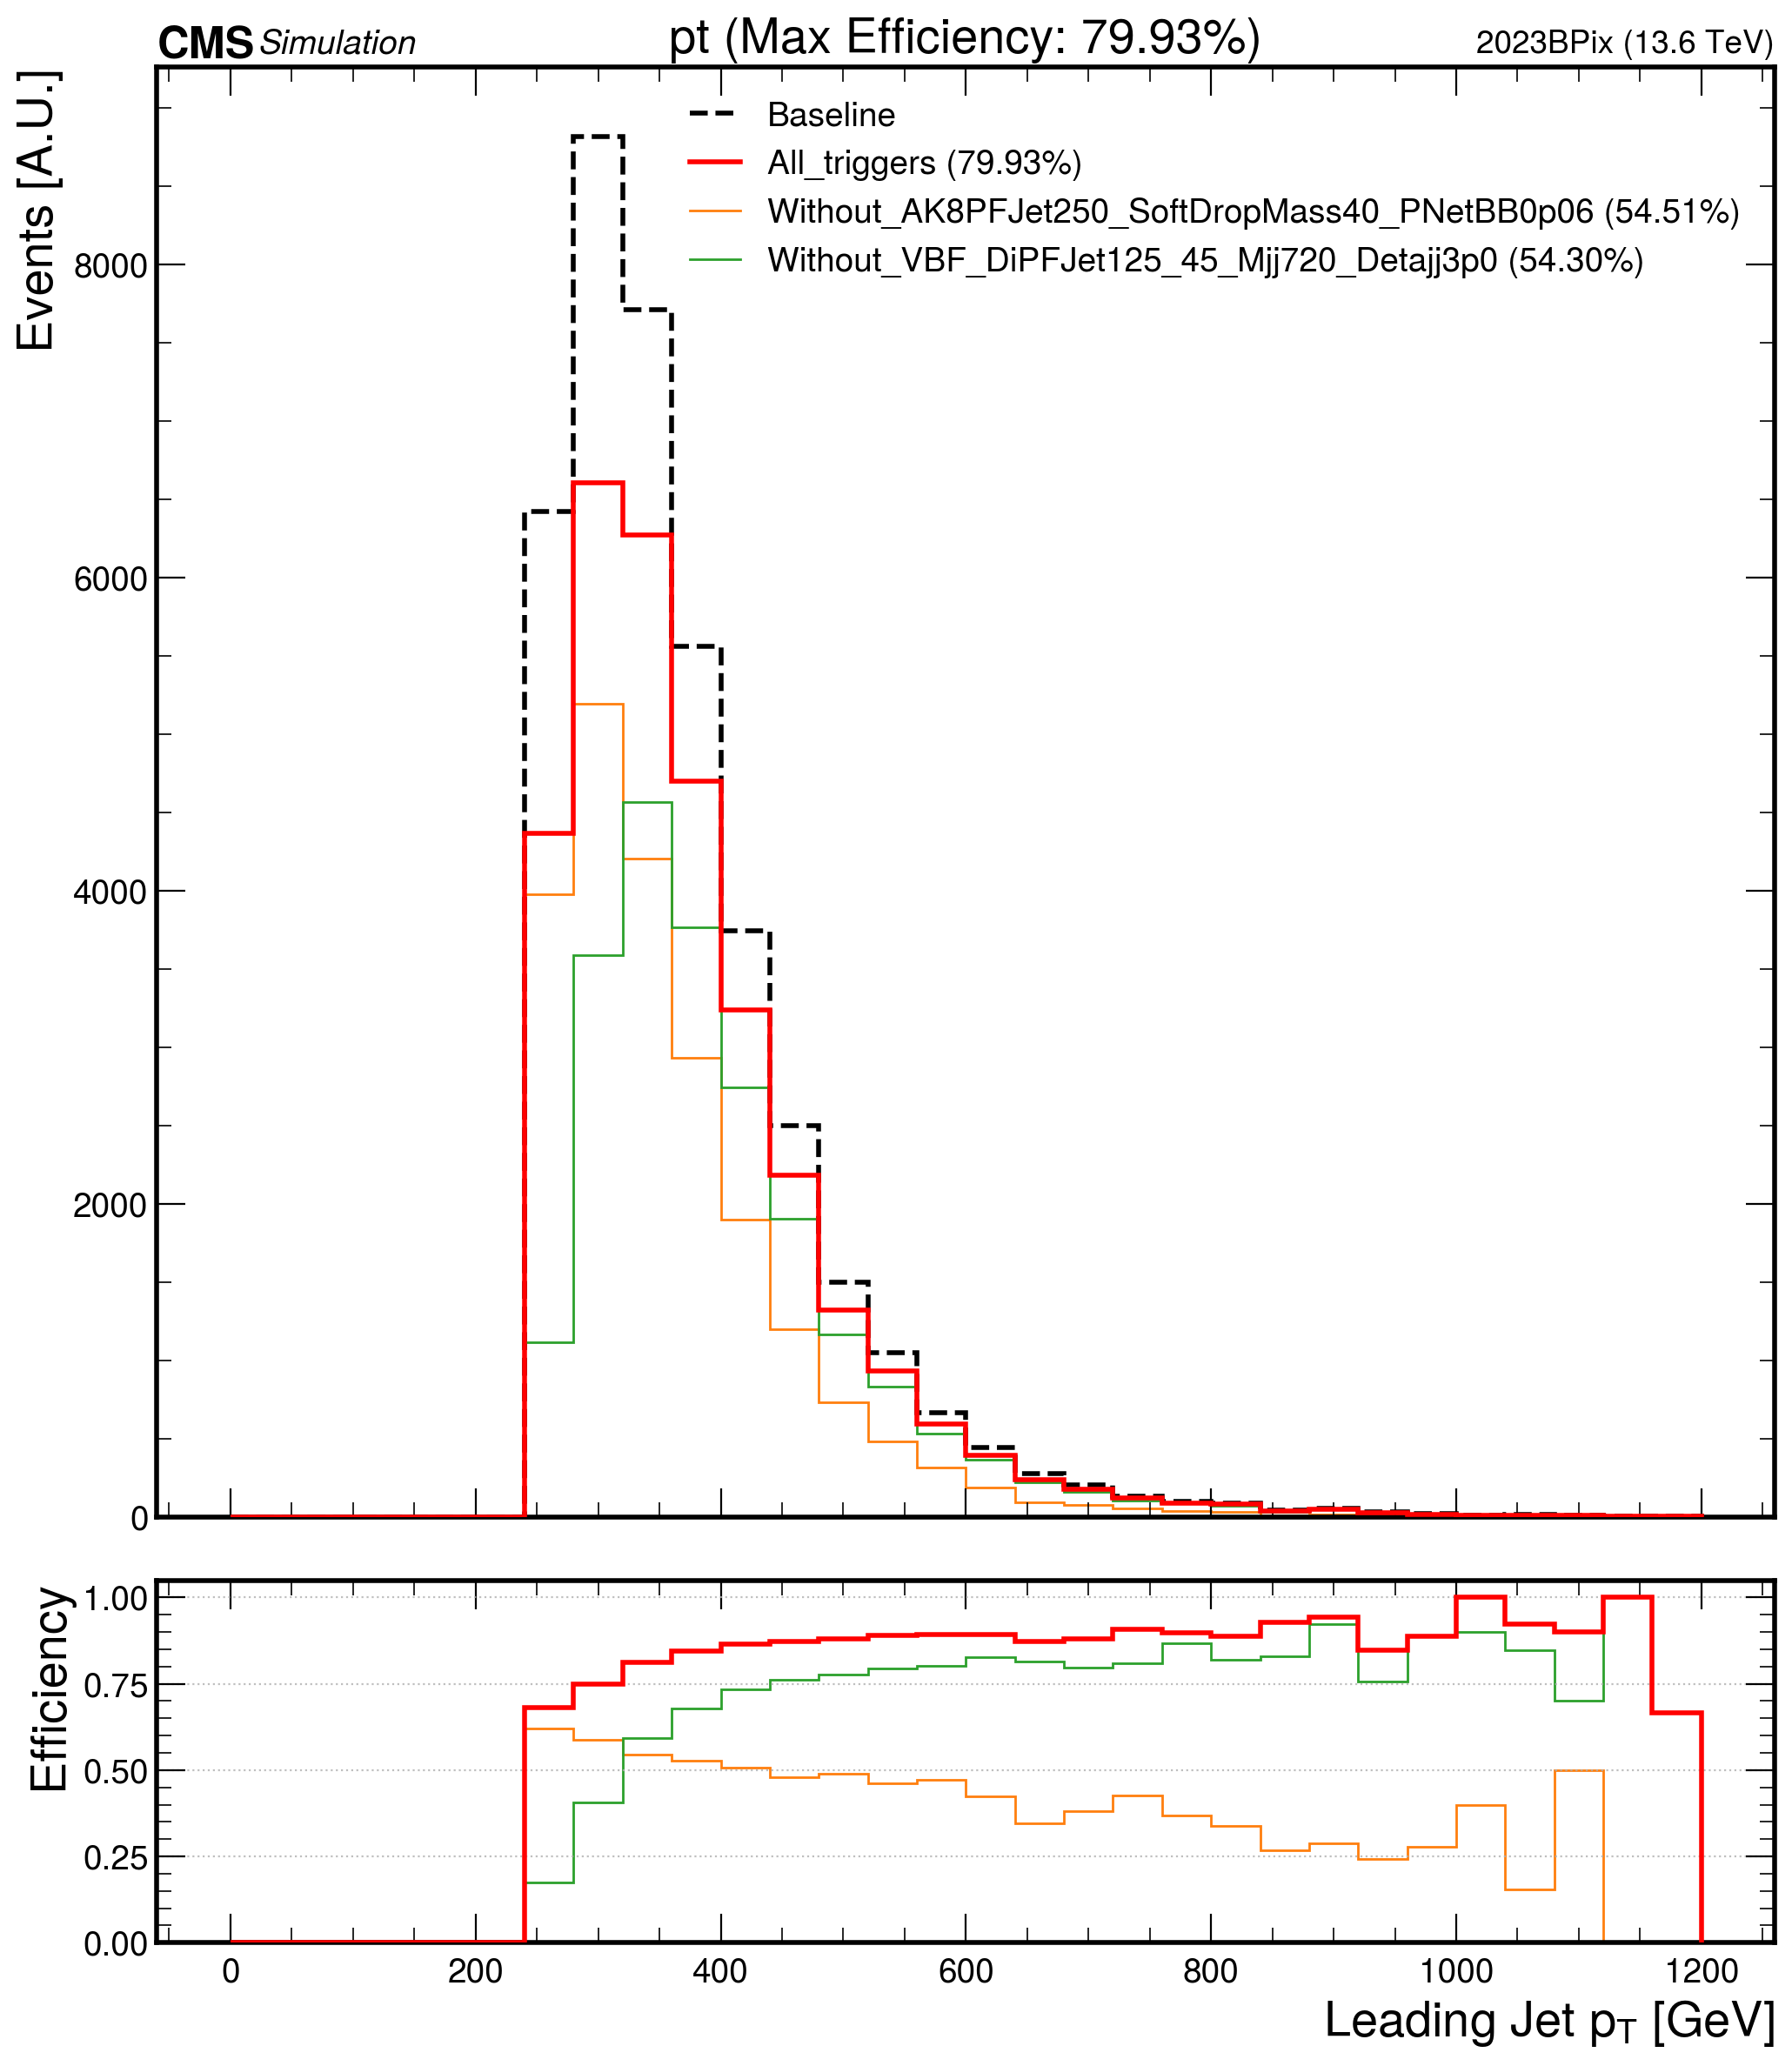 CMS Simulation pt (Max Efficiency: 79.93%) 2023BPix (13.6 TeV)
Events [A.U.]
Baseline
All_triggers (79.93%)
Without_AK8PFJet250_SoftDropMass40_PNetBB0p06 (54.51%)
Without_VBF_DiPFJet125_45_Mjj720_Detajj3p0 (54.30%)
8000
6000
4000
2000
0
Efficiency
1.00
0.75
0.50
0.25
0.00
0 200 400 600 800 1000 1200
Leading Jet pT [GeV]